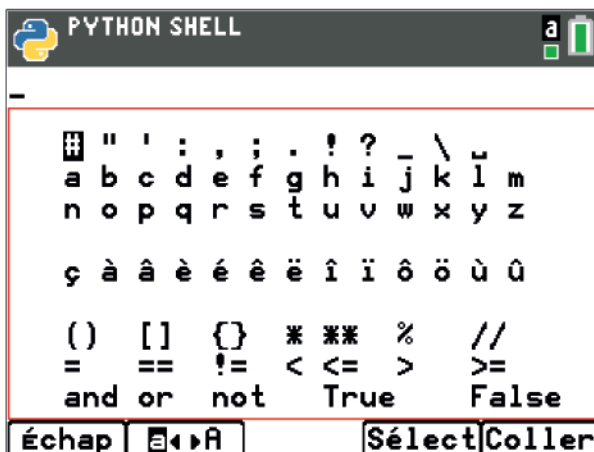 PYTHON SHELL
a
_
# " ' : , ; . ! ? _ \ ␣
a b c d e f g h i j k l m
n o p q r s t u v w x y z
ç à â è é ê ë î ï ô ö ù û
() [] {} * ** % //
= == != < <= > >=
and or not True False
échap a◂▸A Sélect Coller